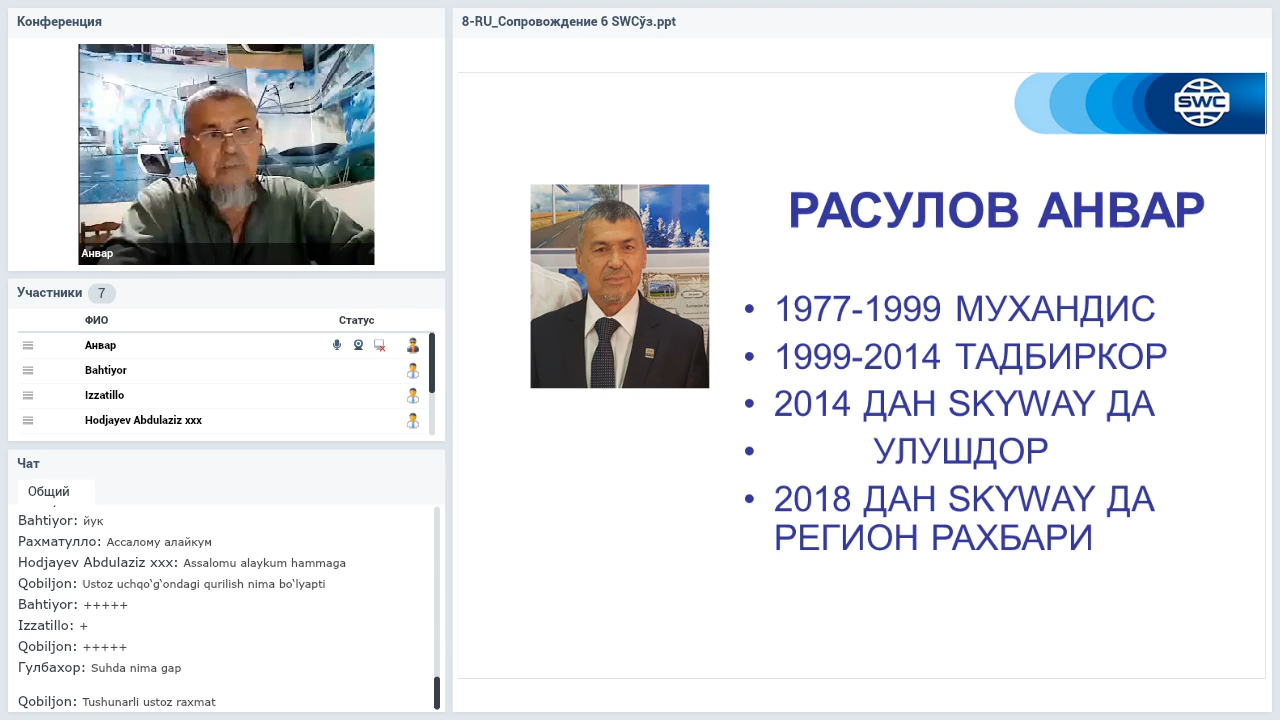 Конференция
Анвар
Участники 7
ФИО Статус
Анвар
Bahtiyor
Izzatillo
Hodjayev Abdulaziz xxx
Чат
Общий
Bahtiyor: йук
Рахматулло: Ассалому алайкум
Hodjayev Abdulaziz xxx: Assalomu alaykum hammaga
Qobiljon: Ustoz uchqo‘g‘ondagi qurilish nima bo‘lyapti
Bahtiyor: +++++
Izzatillo: +
Qobiljon: +++++
Гулбахор: Suhda nima gap
Qobiljon: Tushunarli ustoz raxmat
8-RU_Сопровождение 6 SWCўз.ppt
SWC
РАСУЛОВ АНВАР
• 1977-1999 МУХАНДИС
• 1999-2014 ТАДБИРКОР
• 2014 ДАН SKYWAY ДА
• УЛУШДОР
• 2018 ДАН SKYWAY ДА
РЕГИОН РАХБАРИ